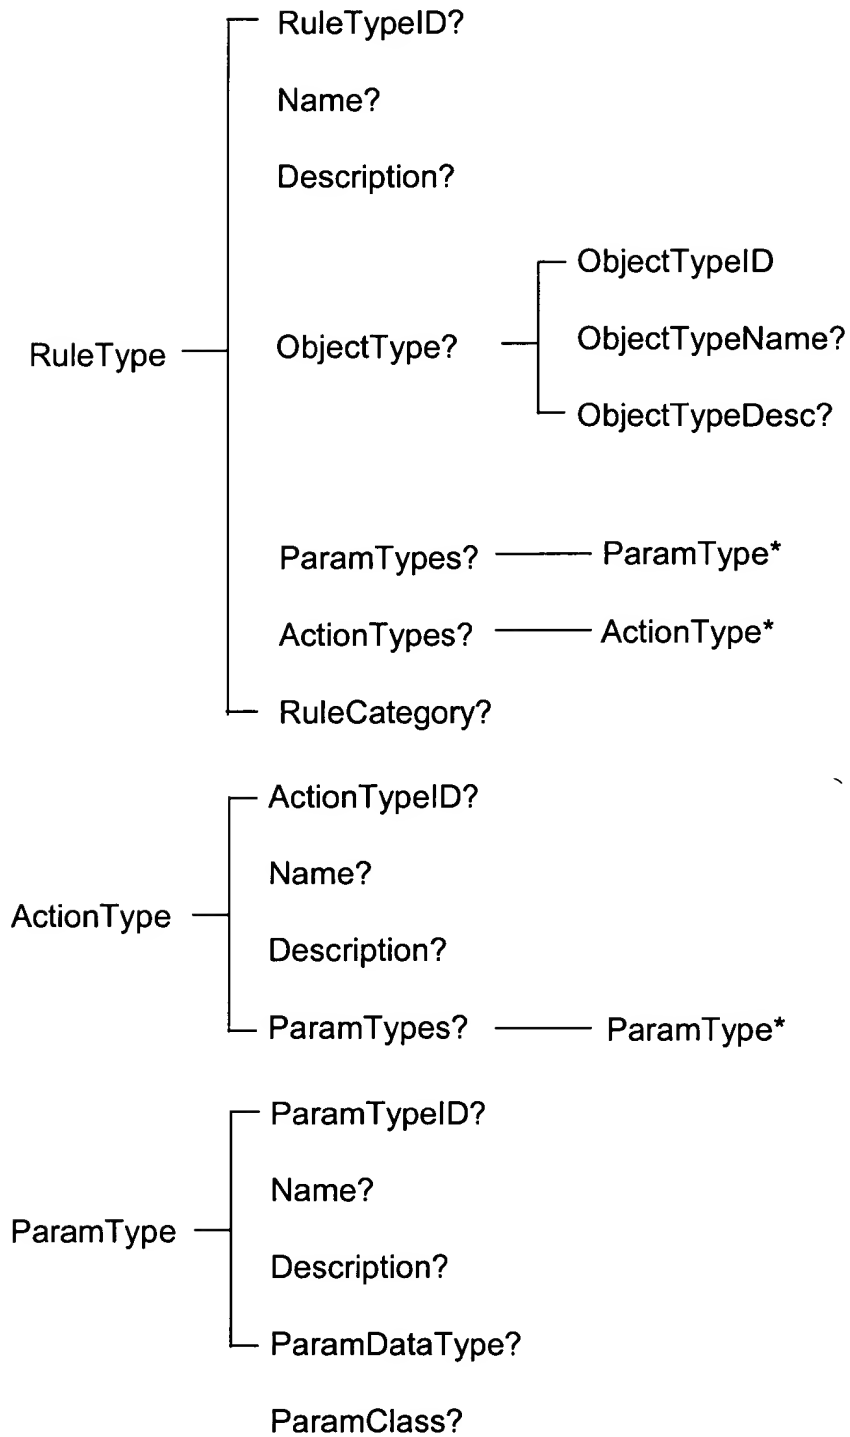 RuleTypeID?
Name?
Description?
ObjectTypeID
ObjectTypeName?
RuleType ObjectType?
ObjectTypeDesc?
ParamTypes? ParamType*
ActionTypes? ActionType*
RuleCategory?
ActionTypeID?
Name?
ActionType
Description?
ParamTypes? ParamType*
ParamTypeID?
Name?
ParamType
Description?
ParamDataType?
ParamClass?